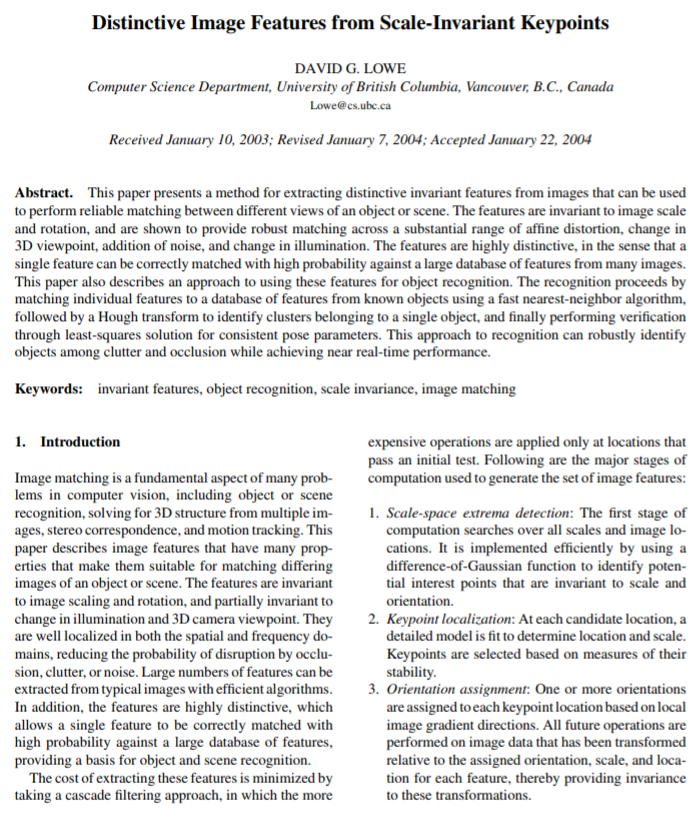 Distinctive Image Features from Scale-Invariant Keypoints
DAVID G. LOWE
Computer Science Department, University of British Columbia, Vancouver, B.C., Canada
Lowe@cs.ubc.ca
Received January 10, 2003; Revised January 7, 2004; Accepted January 22, 2004
Abstract. This paper presents a method for extracting distinctive invariant features from images that can be used
to perform reliable matching between different views of an object or scene. The features are invariant to image scale
and rotation, and are shown to provide robust matching across a substantial range of affine distortion, change in
3D viewpoint, addition of noise, and change in illumination. The features are highly distinctive, in the sense that a
single feature can be correctly matched with high probability against a large database of features from many images.
This paper also describes an approach to using these features for object recognition. The recognition proceeds by
matching individual features to a database of features from known objects using a fast nearest-neighbor algorithm,
followed by a Hough transform to identify clusters belonging to a single object, and finally performing verification
through least-squares solution for consistent pose parameters. This approach to recognition can robustly identify
objects among clutter and occlusion while achieving near real-time performance.
Keywords: invariant features, object recognition, scale invariance, image matching
1. Introduction
Image matching is a fundamental aspect of many prob-
lems in computer vision, including object or scene
recognition, solving for 3D structure from multiple im-
ages, stereo correspondence, and motion tracking. This
paper describes image features that have many prop-
erties that make them suitable for matching differing
images of an object or scene. The features are invariant
to image scaling and rotation, and partially invariant to
change in illumination and 3D camera viewpoint. They
are well localized in both the spatial and frequency do-
mains, reducing the probability of disruption by occlu-
sion, clutter, or noise. Large numbers of features can be
extracted from typical images with efficient algorithms.
In addition, the features are highly distinctive, which
allows a single feature to be correctly matched with
high probability against a large database of features,
providing a basis for object and scene recognition.
The cost of extracting these features is minimized by
taking a cascade filtering approach, in which the more
expensive operations are applied only at locations that
pass an initial test. Following are the major stages of
computation used to generate the set of image features:
1. Scale-space extrema detection: The first stage of
computation searches over all scales and image lo-
cations. It is implemented efficiently by using a
difference-of-Gaussian function to identify poten-
tial interest points that are invariant to scale and
orientation.
2. Keypoint localization: At each candidate location, a
detailed model is fit to determine location and scale.
Keypoints are selected based on measures of their
stability.
3. Orientation assignment: One or more orientations
are assigned to each keypoint location based on local
image gradient directions. All future operations are
performed on image data that has been transformed
relative to the assigned orientation, scale, and loca-
tion for each feature, thereby providing invariance
to these transformations.